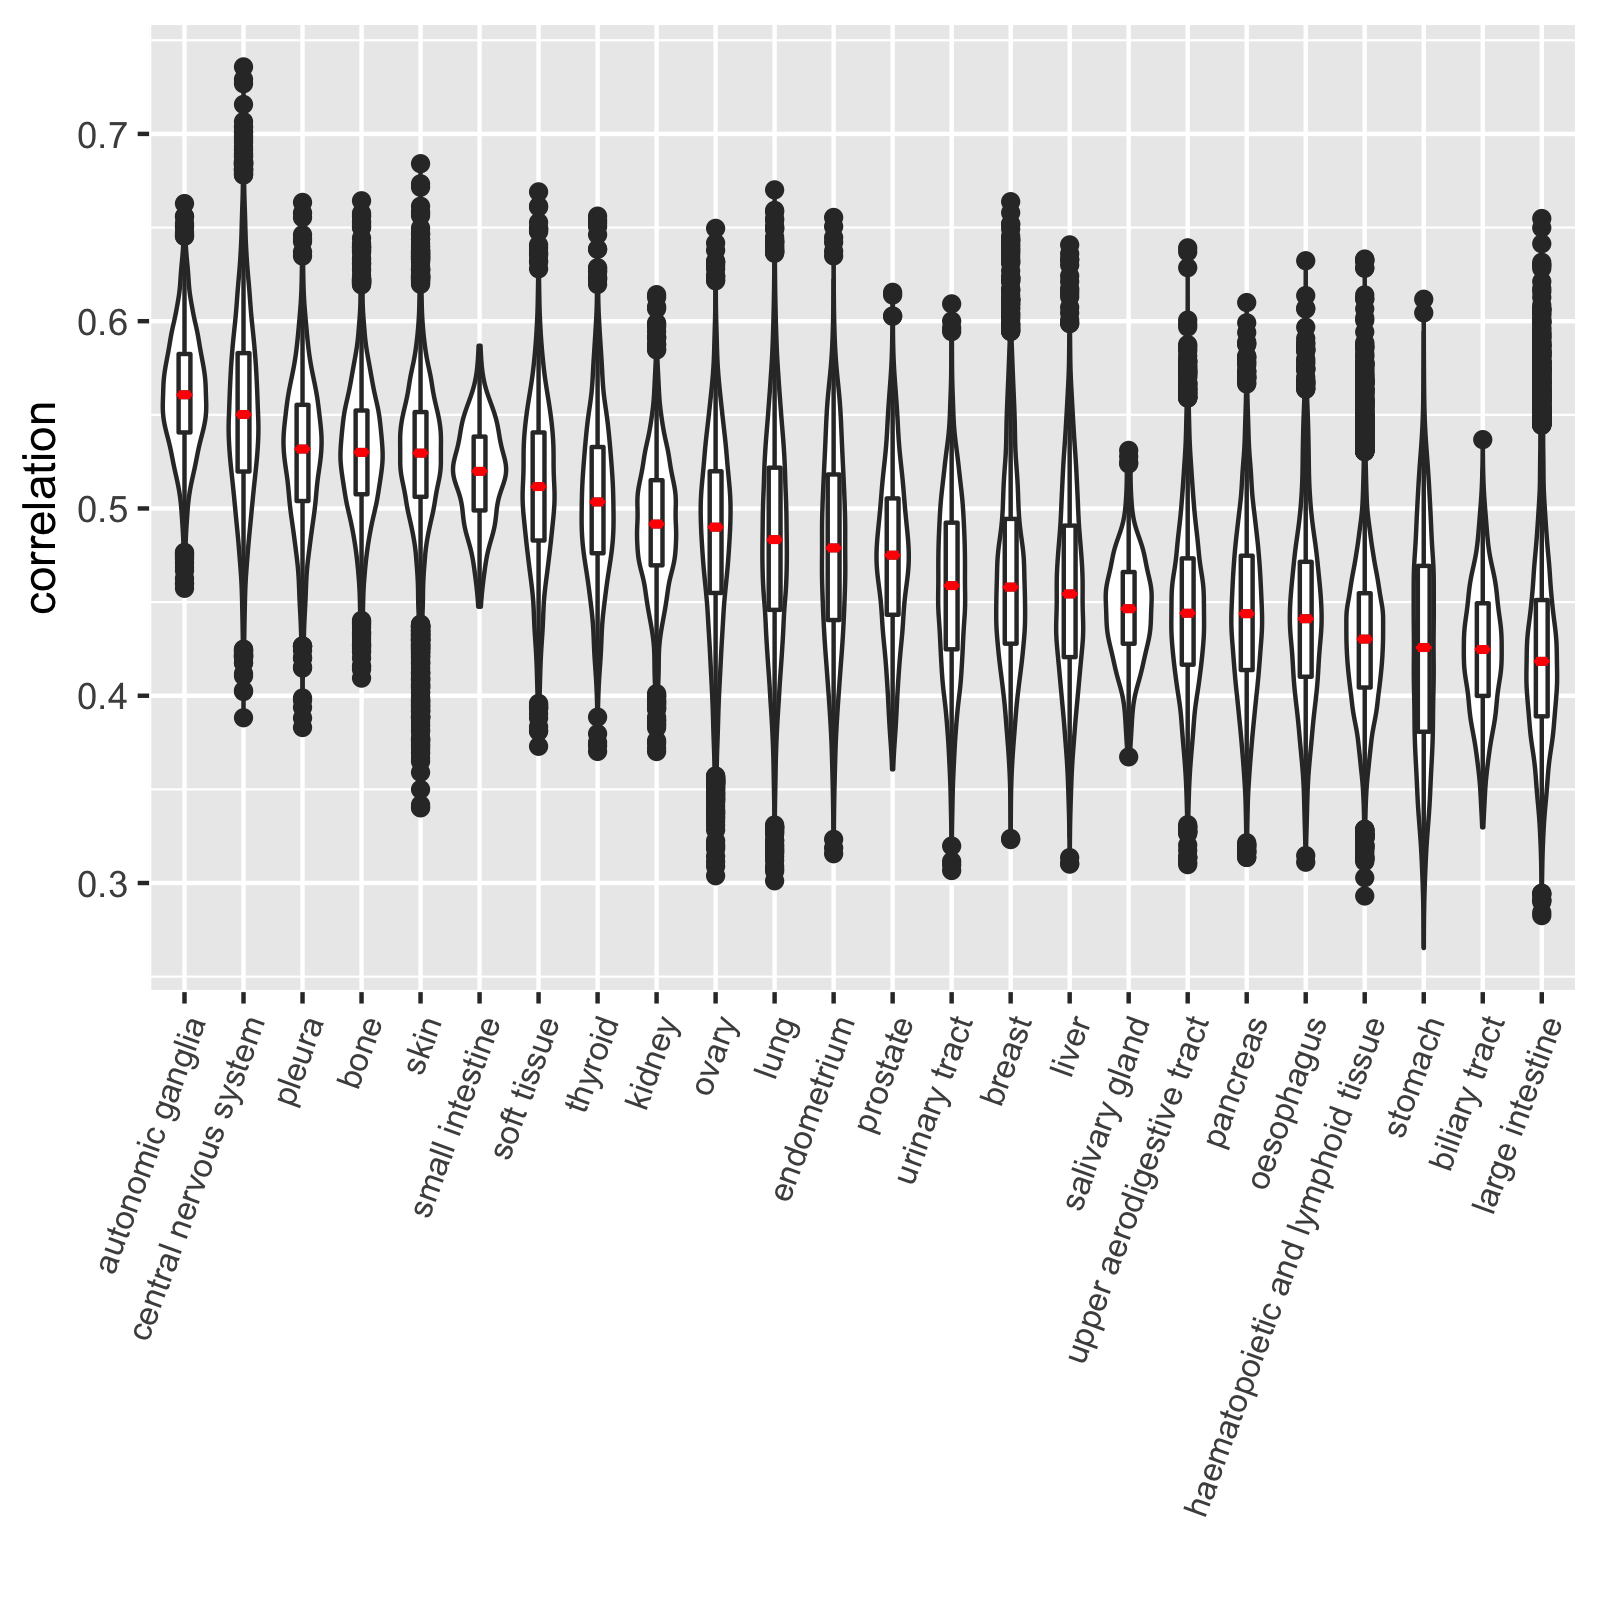 correlation
0.7
0.6
0.5
0.4
0.3
autonomic ganglia
central nervous system
pleura
bone
skin
small intestine
soft tissue
thyroid
kidney
ovary
lung
endometrium
prostate
urinary tract
breast
liver
salivary gland
upper aerodigestive tract
pancreas
oesophagus
haematopoietic and lymphoid tissue
stomach
biliary tract
large intestine